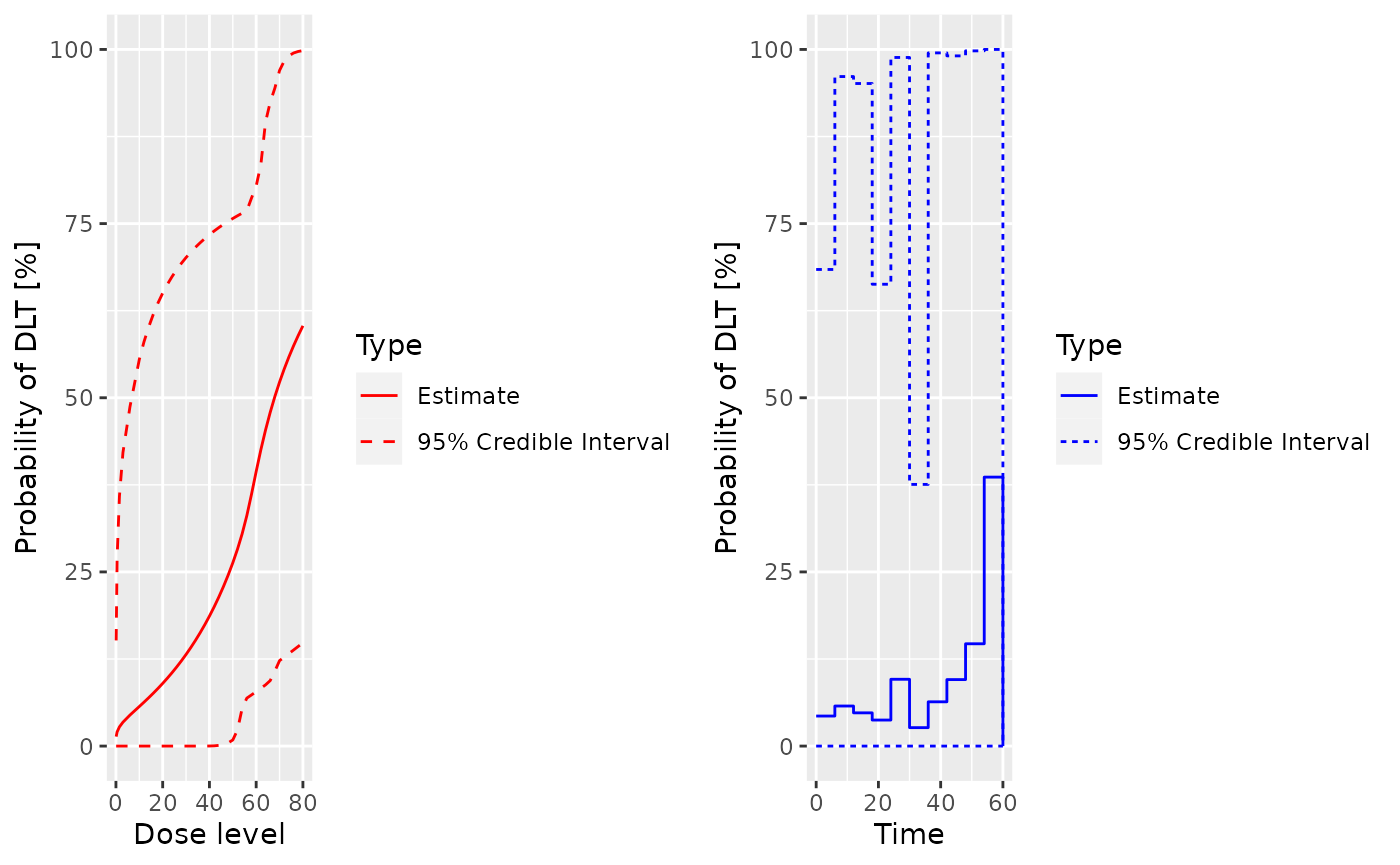 Probability of DLT [%]
100
75
50
25
0
0 20 40 60 80
Dose level
Type
Estimate
95% Credible Interval
Probability of DLT [%]
100
75
50
25
0
0 20 40 60
Time
Type
Estimate
95% Credible Interval